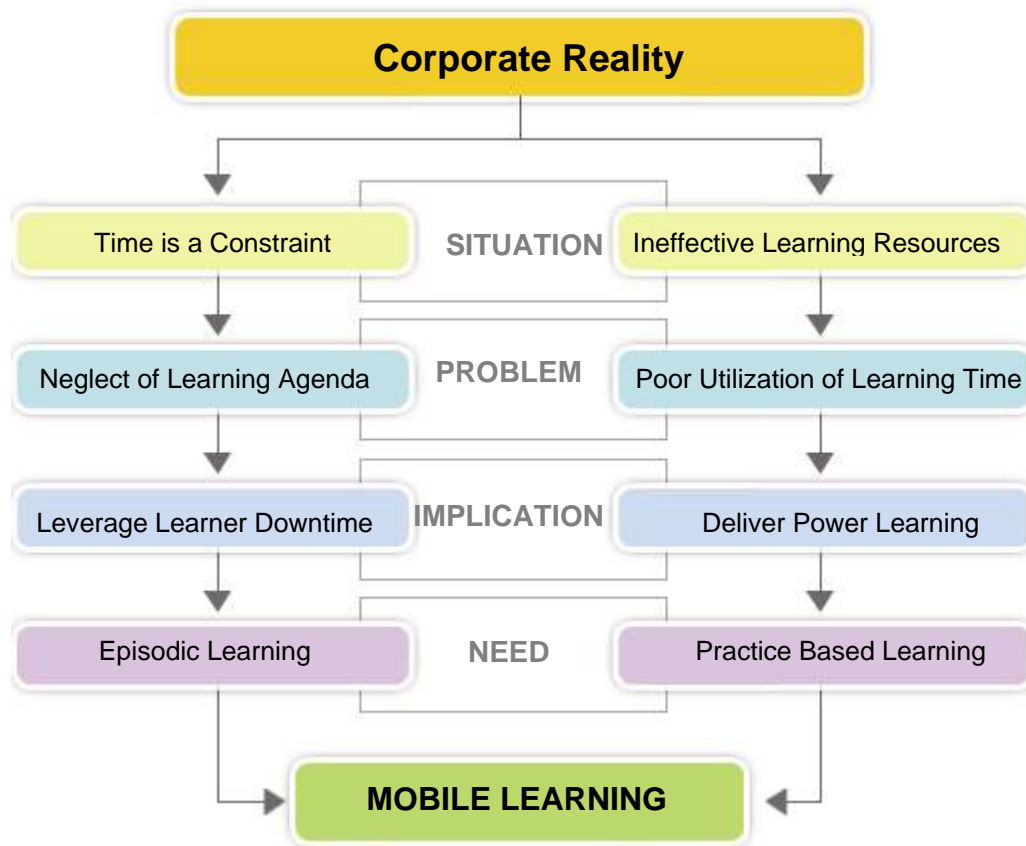 Corporate Reality
Time is a Constraint
SITUATION
Ineffective Learning Resources
Neglect of Learning Agenda
PROBLEM
Poor Utilization of Learning Time
Leverage Learner Downtime
IMPLICATION
Deliver Power Learning
Episodic Learning
NEED
Practice Based Learning
MOBILE LEARNING